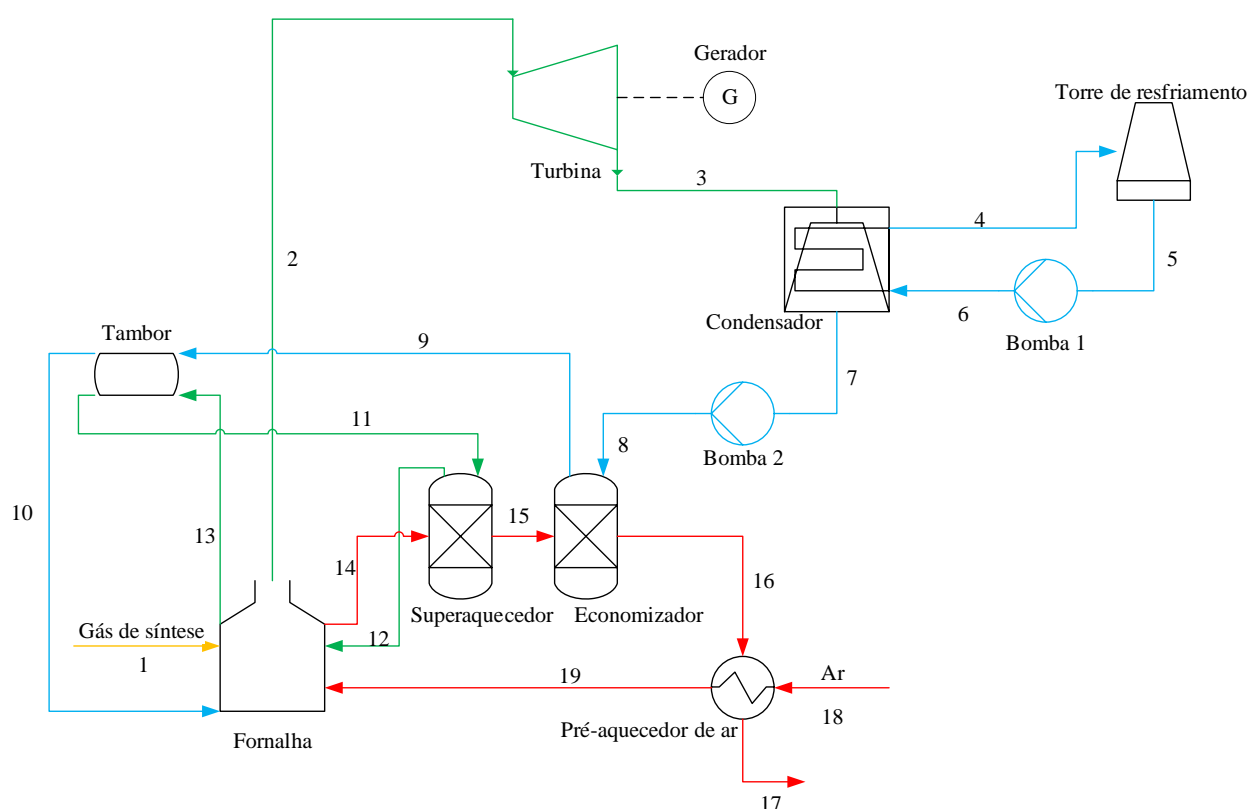 Gerador
G
Torre de resfriamento
Turbina
3
4
2
5
6
Condensador
Bomba 1
Tambor
9
7
11
8
Bomba 2
10
13
15
14
16
Superaquecedor
Economizador
Gás de síntese
12
1
Ar
19
18
Fornalha
Pré-aquecedor de ar
17